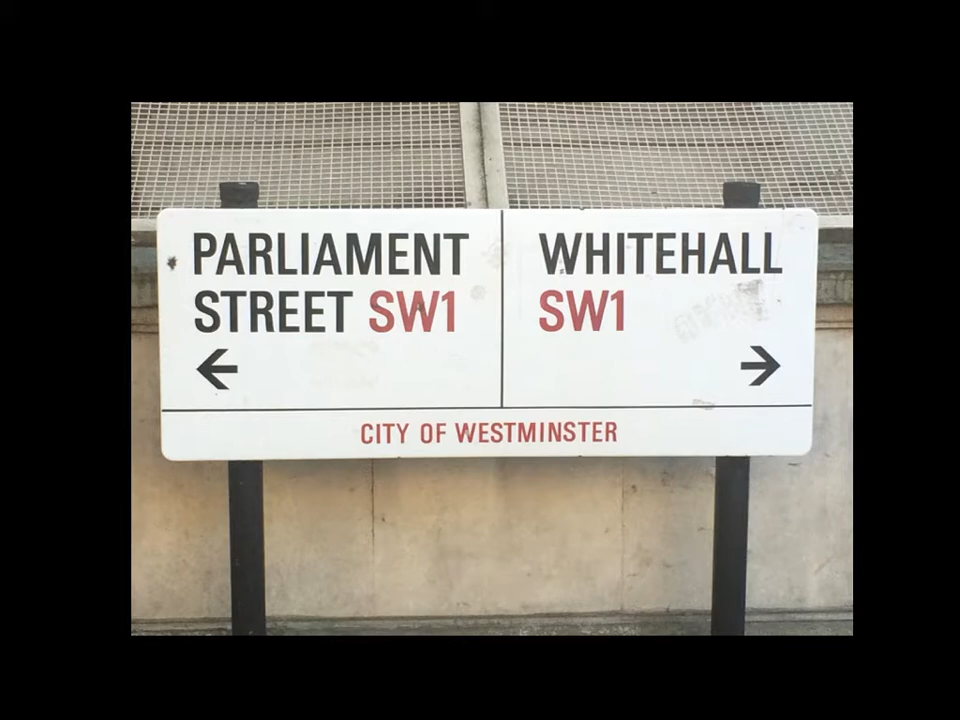 PARLIAMENT
STREET SW1
WHITEHALL
SW1
CITY OF WESTMINSTER